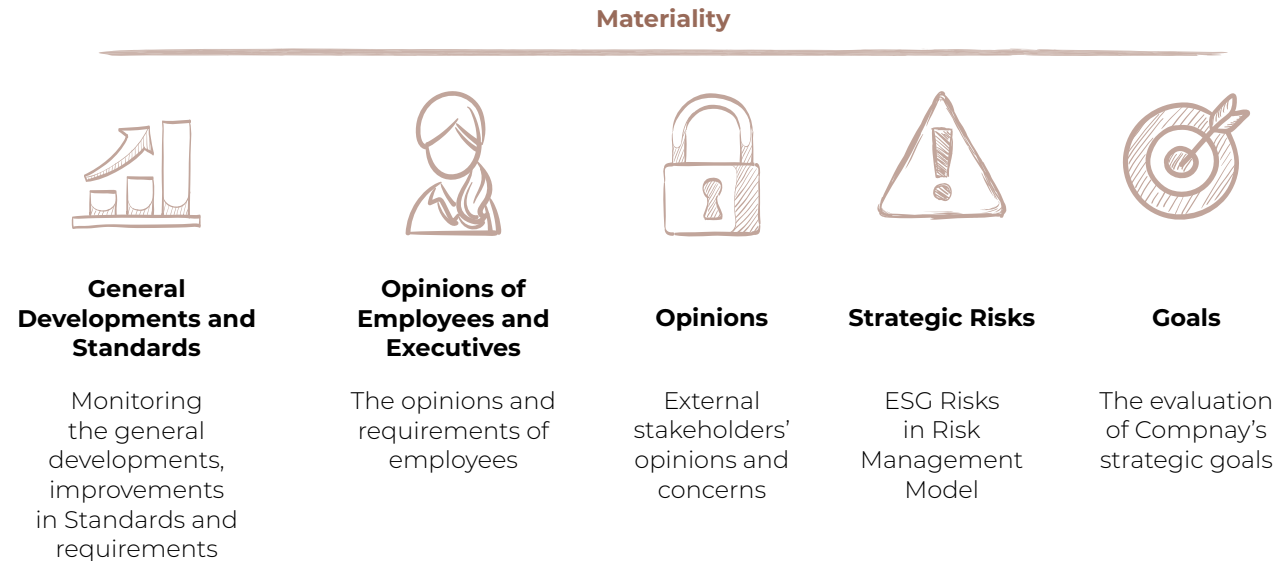 Materiality
General
Developments and
Standards
Monitoring
the general
developments,
improvements
in Standards and
requirements
Opinions of
Employees and
Executives
The opinions and
requirements of
employees
Opinions
External
stakeholders’
opinions and
concerns
Strategic Risks
ESG Risks
in Risk
Management
Model
Goals
The evaluation
of Compnay’s
strategic goals